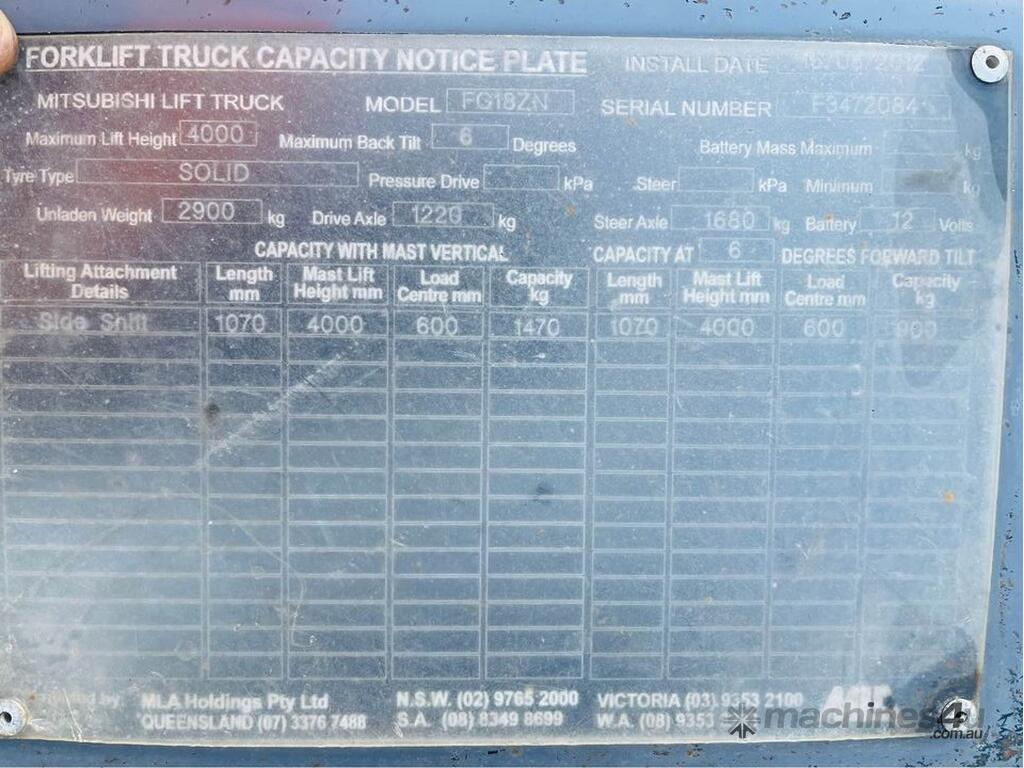 FORKLIFT TRUCK CAPACITY NOTICE PLATE INSTALL DATE 2012
MITSUBISHI LIFT TRUCK MODEL FG18ZN SERIAL NUMBER
Maximum Lift Height 4000 Maximum Back Tilt 6 Degrees Battery Mass Maximum kg
Tyre Type SOLID Pressure Drive kPa Steer kPa Minimum kg
Unladen Weight 2900 kg Drive Axle 1220 kg Steer Axle 1680 kg Battery 12 Volts
CAPACITY WITH MAST VERTICAL CAPACITY AT 6 DEGREES FORWARD TILT
Lifting Attachment Length Mast Lift Load Capacity Length Mast Lift Load Capacity
Details mm Height mm Centre mm kg mm Height mm Centre mm kg
Side Shift 1070 4000 600 1470 1070 4000 600 900
by: MLA Holdings Pty Ltd N.S.W. (02) 9765 2000 VICTORIA (03) 9353 2100
QUEENSLAND (07) 3376 7488 S.A. (08) 8349 8699 W.A. (08) 9353
machines4u
.com.au